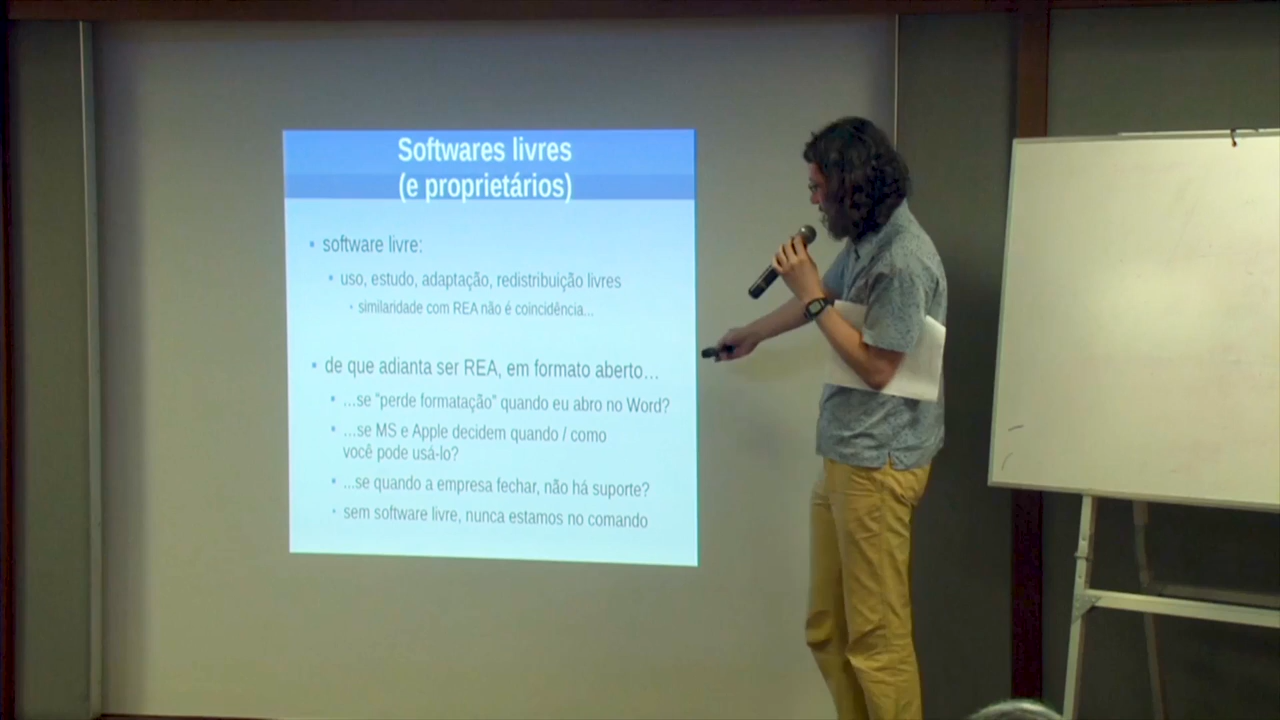 Softwares livres
(e proprietários)
software livre:
uso, estudo, adaptação, redistribuição livres
similaridade com REA não é coincidência...
de que adianta ser REA, em formato aberto...
...se "perde formatação" quando eu abro no Word?
...se MS e Apple decidem quando / como
você pode usá-lo?
...se quando a empresa fechar, não há suporte?
sem software livre, nunca estamos no comando